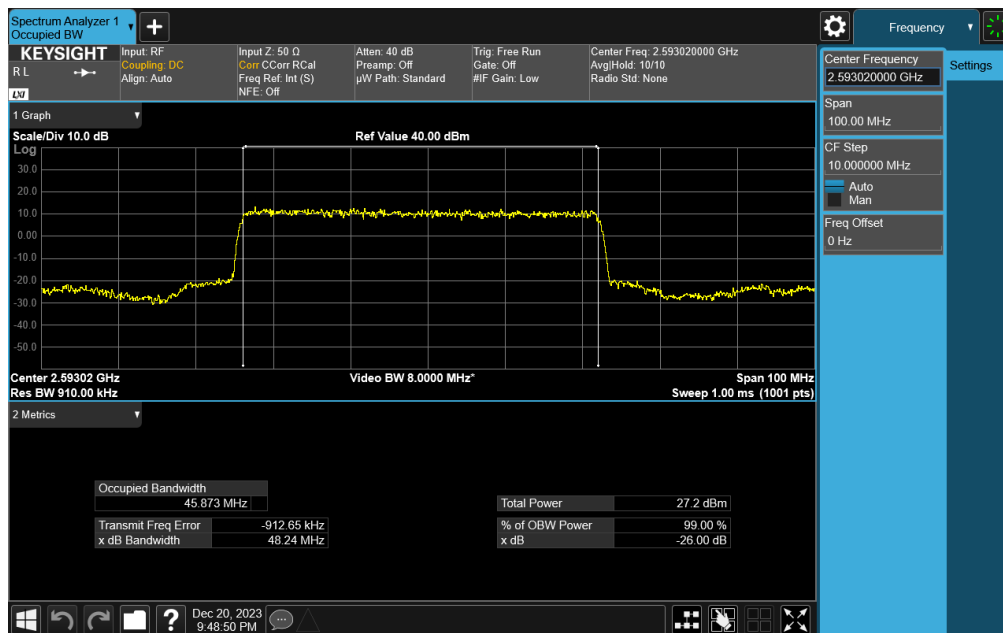 Spectrum Analyzer 1
Occupied BW
Frequency
KEYSIGHT
R L
LXI
Input: RF
Coupling: DC
Align: Auto
Input Z: 50 Ω
Corr CCorr RCal
Freq Ref: Int (S)
NFE: Off
Atten: 40 dB
Preamp: Off
µW Path: Standard
Trig: Free Run
Gate: Off
#IF Gain: Low
Center Freq: 2.593020000 GHz
Avg|Hold: 10/10
Radio Std: None
Center Frequency
2.593020000 GHz
Settings
Span
100.00 MHz
CF Step
10.000000 MHz
Auto
Man
Freq Offset
0 Hz
1 Graph
Scale/Div 10.0 dB
Ref Value 40.00 dBm
Log
30.0
20.0
10.0
0.00
-10.0
-20.0
-30.0
-40.0
-50.0
Center 2.59302 GHz
Video BW 8.0000 MHz*
Span 100 MHz
Res BW 910.00 kHz
Sweep 1.00 ms (1001 pts)
2 Metrics
Occupied Bandwidth
45.873 MHz
Total Power 27.2 dBm
Transmit Freq Error -912.65 kHz
% of OBW Power 99.00 %
x dB Bandwidth 48.24 MHz
x dB -26.00 dB
?
Dec 20, 2023
9:48:50 PM